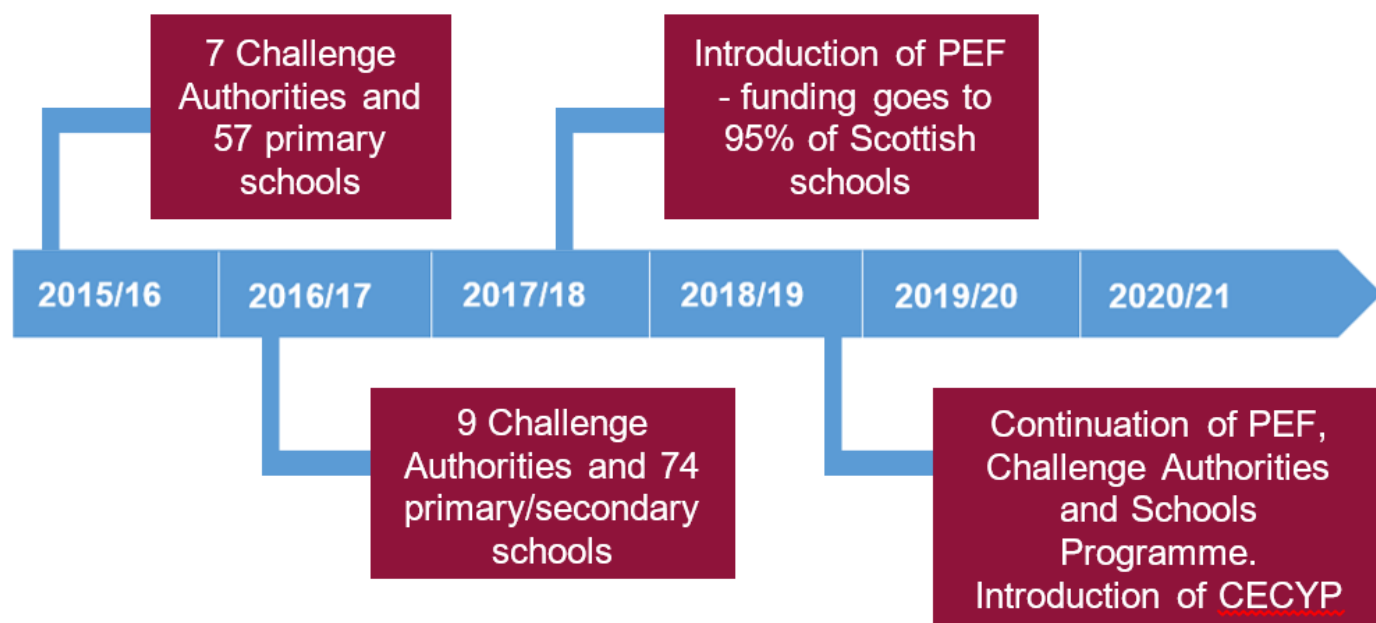 7 Challenge
Authorities and
57 primary
schools
Introduction of PEF
- funding goes to
95% of Scottish
schools
2015/16
2016/17
2017/18
2018/19
2019/20
2020/21
9 Challenge
Authorities and 74
primary/secondary
schools
Continuation of PEF,
Challenge Authorities
and Schools
Programme.
Introduction of CECYP